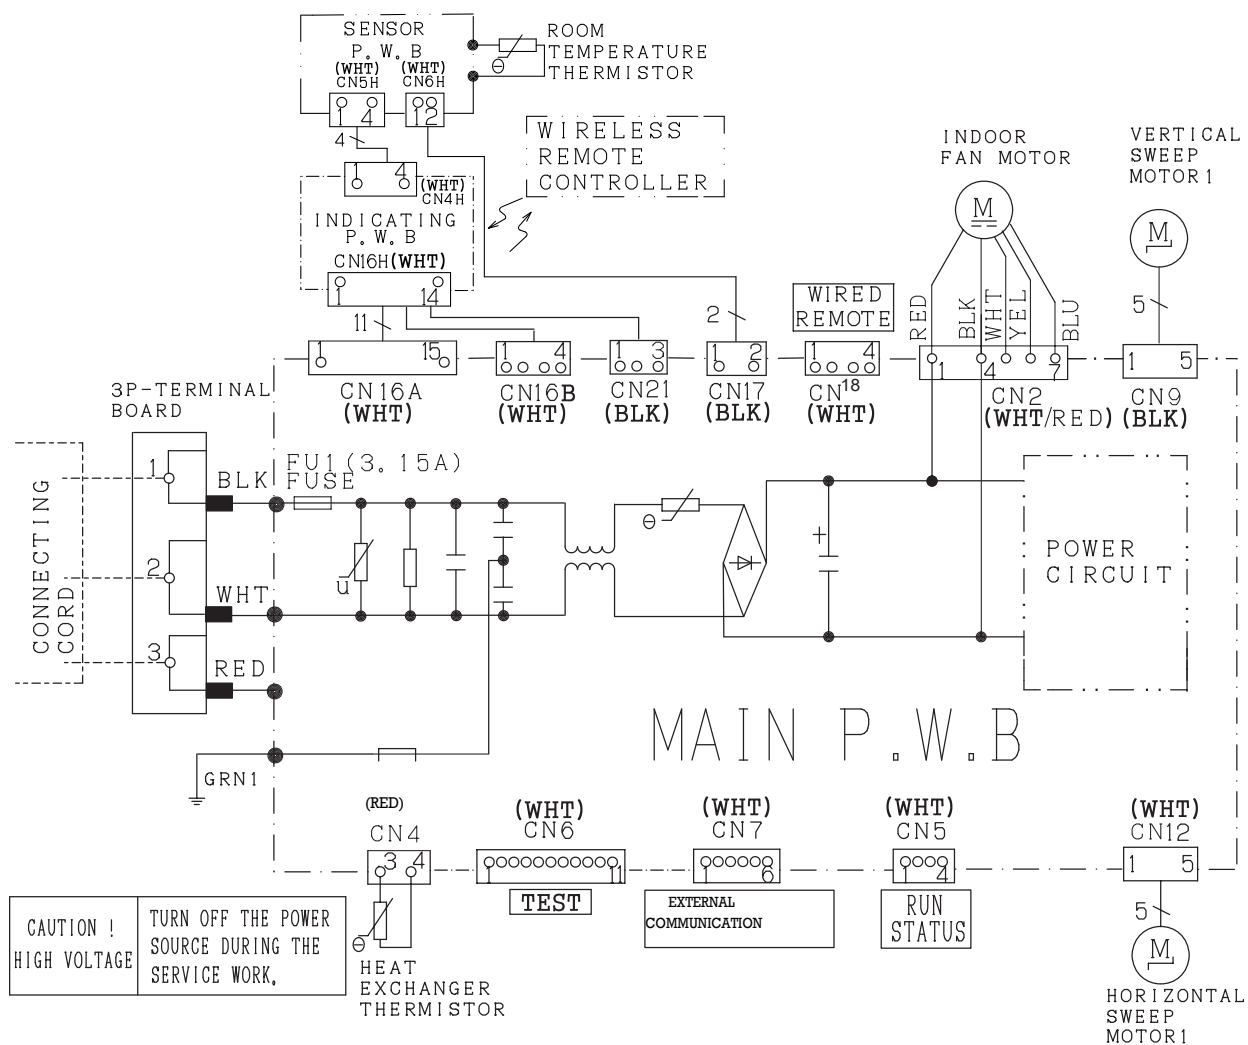 SENSOR
P.W.B
(WHT) (WHT)
CN5H CN6H
1 4 1 2
ROOM
TEMPERATURE
THERMISTOR
θ
4
1 4
(WHT)
CN4H
INDICATING
P.W.B
CN16H(WHT)
1 14
WIRELESS
REMOTE
CONTROLLER
INDOOR
FAN MOTOR
M
VERTICAL
SWEEP
MOTOR1
M
11
2
5
WIRED
REMOTE
RED
BLK
WHT
YEL
BLU
1 15
CN16A
(WHT)
1 4
CN16B
(WHT)
1 3
CN21
(BLK)
1 2
CN17
(BLK)
1 4
CN18
(WHT)
1 4 7
CN2
(WHT/RED)
1 5
CN9
(BLK)
3P-TERMINAL
BOARD
CONNECTING
CORD
1
2
3
BLK
WHT
RED
GRN1
FU1(3.15A)
FUSE
u
θ
+
POWER
CIRCUIT
MAIN P.W.B
(RED)
CN4
3 4
(WHT)
CN6
1 11
TEST
(WHT)
CN7
1 6
EXTERNAL
COMMUNICATION
(WHT)
CN5
1 4
RUN
STATUS
(WHT)
CN12
1 5
5
M
HORIZONTAL
SWEEP
MOTOR1
θ
HEAT
EXCHANGER
THERMISTOR
CAUTION !
HIGH VOLTAGE
TURN OFF THE POWER
SOURCE DURING THE
SERVICE WORK.